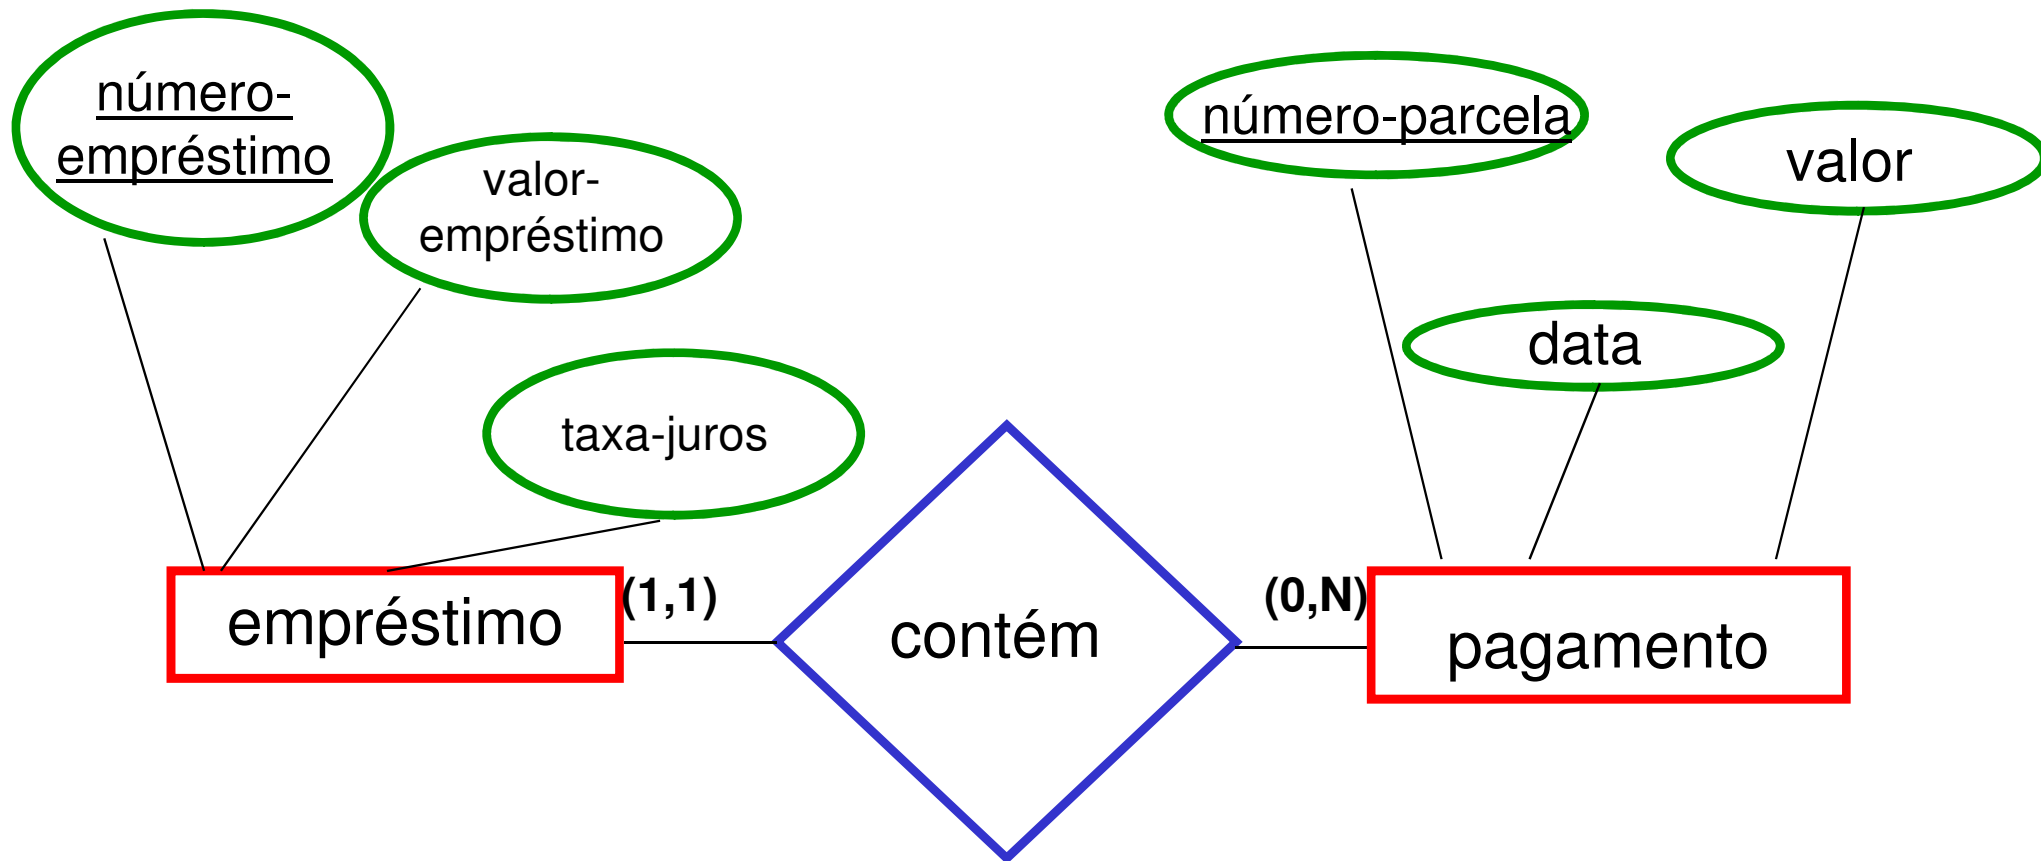 número-
empréstimo
valor-
empréstimo
taxa-juros
número-parcela
valor
data
empréstimo
(1,1)
contém
(0,N)
pagamento